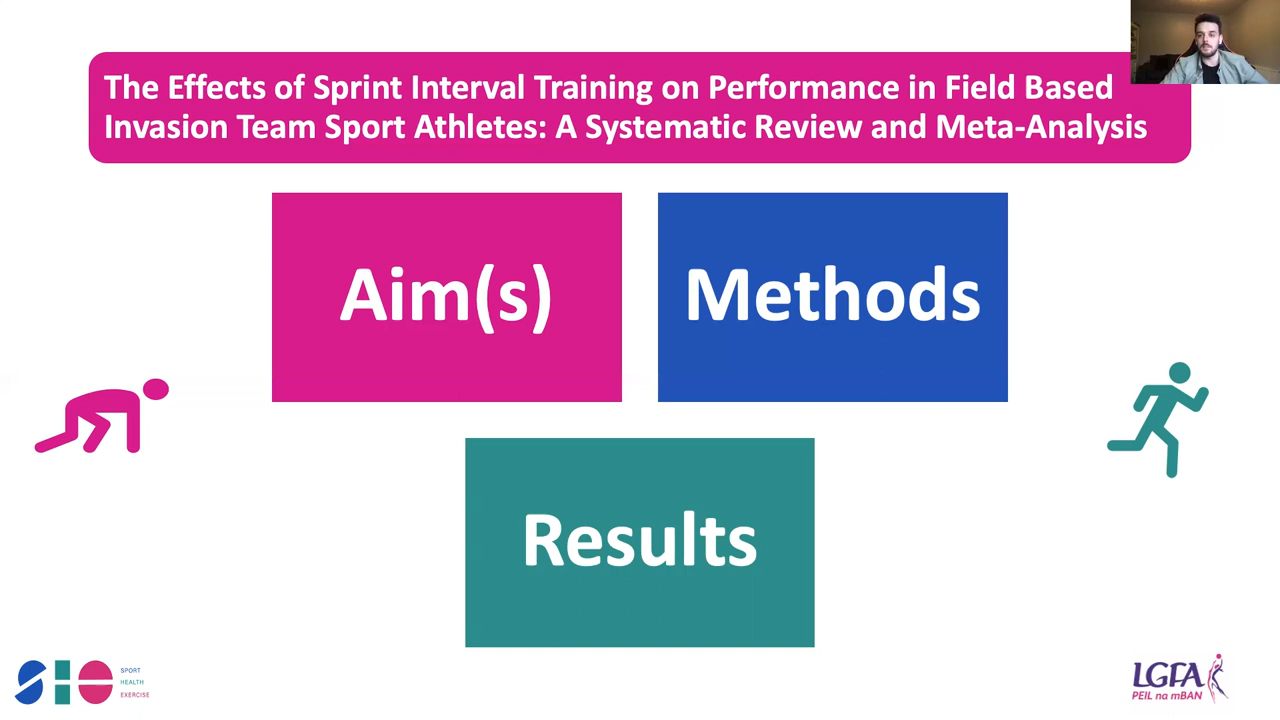 The Effects of Sprint Interval Training on Performance in Field Based
Invasion Team Sport Athletes: A Systematic Review and Meta-Analysis
Aim(s)
Methods
Results
SIO
SPORT
HEALTH
EXERCISE
LGFA
PEIL na mBAN